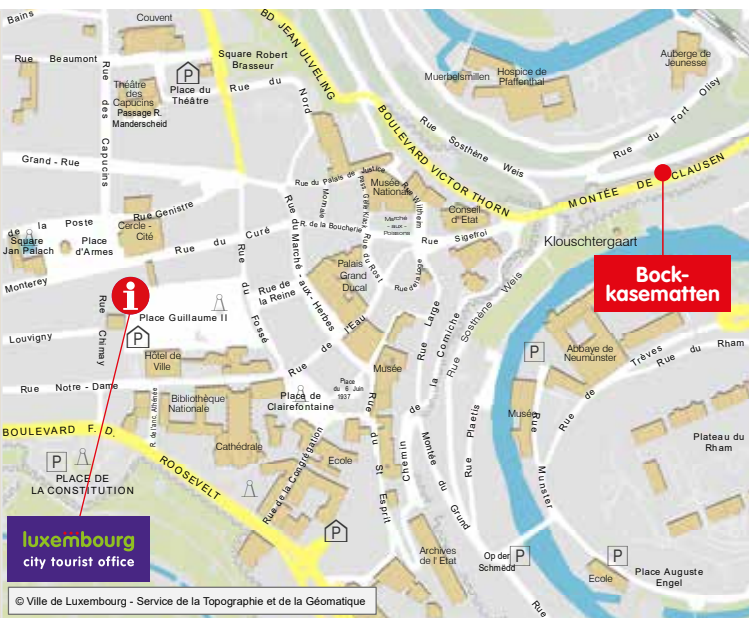 Bains
Couvent
BD JEAN ULVELING
Rue Beaumont
Square Robert
Brasseur
Auberge de
Jeunesse
Muerbelsmillen
Hospice de
Pfaffenthal
Théâtre
des
Capucins
Passage R.
Manderscheid
P
Place du
Théâtre
Rue du Nord
Rue des Capucins
BOULEVARD VICTOR THORN
Rue Sosthène Weis
Rue du Fort Olisy
Grand - Rue
Rue du Palais de Justice
Musée
National
Rue Wiltheim
MONTÉE DE CLAUSEN
Rue Genistre
Cercle -
Cité
R. de la Boucherie
Marché
- aux -
Poissons
Conseil
d'Etat
de la Poste
Square
Jan Palach
Place
d'Armes
Rue du Curé
Rue du Marché - aux - Herbes
Rue du Rost
Rue Sigefroi
Klouschtergaart
Bock-
kasematten
Palais
Grand
Ducal
Monterey
Rue de
la Reine
Rue du Fossé
Rue de l'Eau
Rue Large
Rue Sosthène Weis
i
Place Guillaume II
Louvigny
Rue Chimay
P
Hôtel de
Ville
Musée
de la Corniche
P
Abbaye de
Neumünster
Rue de Trèves
Rue du Rham
Rue Notre - Dame
R. de l'anc. Athénée
Bibliothèque
Nationale
Place de
Clairefontaine
Place
du 6 Juin
1937
Musée
BOULEVARD F. D. ROOSEVELT
Cathédrale
Rue de la Congrégation
Ecole
Rue du St Esprit
Chemin
Montée du Grund
Rue Plaetis
Rue Munster
Plateau du
Rham
P
PLACE DE
LA CONSTITUTION
luxembourg
city tourist office
P
Archives
de l' Etat
Op der
Schmëdd
P
P
Ecole
Place Auguste
Engel
Rue
© Ville de Luxembourg - Service de la Topographie et de la Géomatique